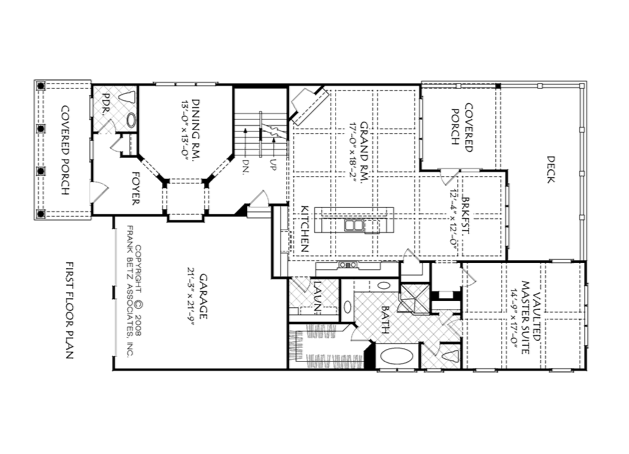 COVERED PORCH
PDR.
DINING RM.
13'-0" x 13'-0"
FOYER
DN.
UP
GRAND RM.
17'-0" x 18'-2"
KITCHEN
COVERED
PORCH
DECK
BRKFST.
12'-4" x 12'-0"
GARAGE
21'-3" x 21'-9"
LAUN.
BATH
VAULTED
MASTER SUITE
14'-9" x 17'-0"
COPYRIGHT © 2008
FRANK BETZ ASSOCIATES, INC.
FIRST FLOOR PLAN